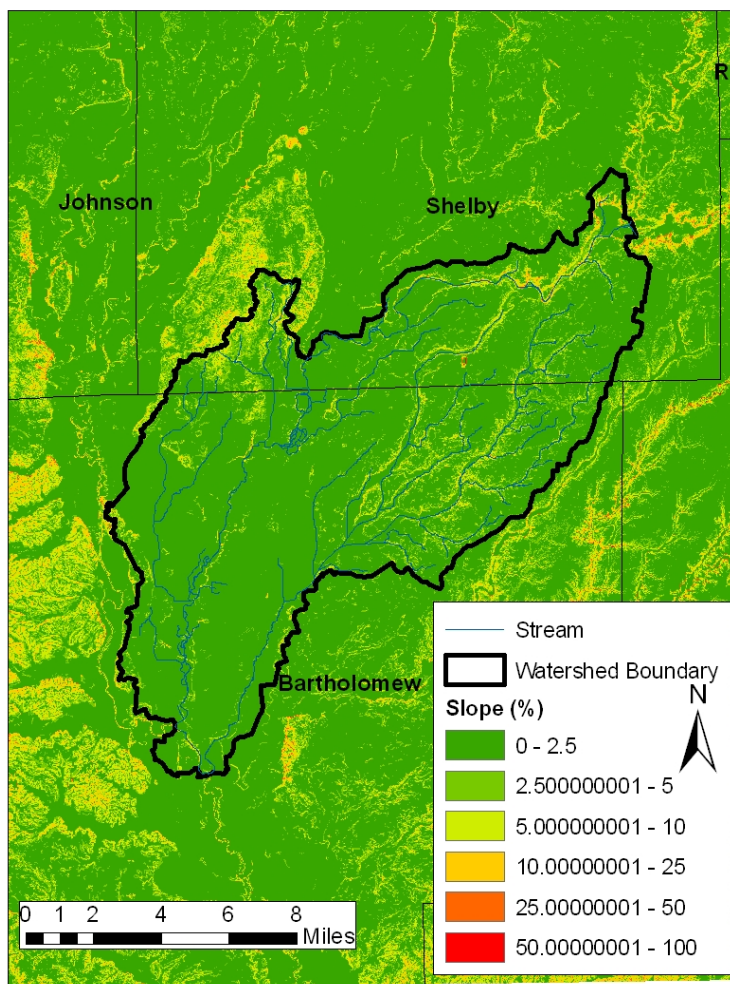 R
Johnson
Shelby
Bartholomew
Stream
Watershed Boundary
N
Slope (%)
0 - 2.5
2.500000001 - 5
5.000000001 - 10
10.00000001 - 25
25.00000001 - 50
50.00000001 - 100
0 1 2 4 6 8
Miles